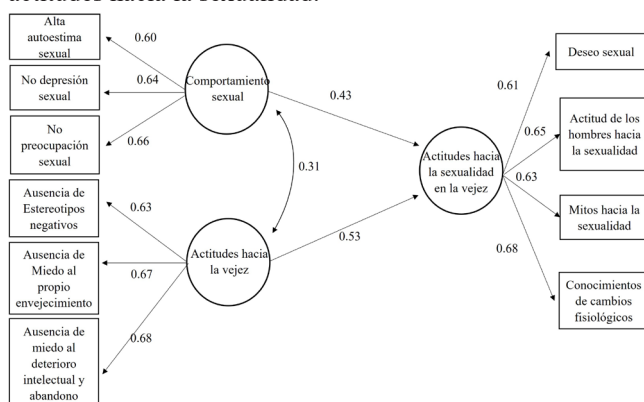 Alta
autoestima
sexual
No depresión
sexual
No
preocupación
sexual
Ausencia de
Estereotipos
negativos
Ausencia de
Miedo al
propio
envejecimiento
Ausencia de
miedo al
deterioro
intelectual y
abandono
0.60
0.64
0.66
0.63
0.67
0.68
Comportamiento
sexual
Actitudes hacia
la vejez
0.43
0.31
0.53
Actitudes hacia
la sexualidad
en la vejez
0.61
0.65
0.63
0.68
Deseo sexual
Actitud de los
hombres hacia
la sexualidad
Mitos hacia la
sexualidad
Conocimientos
de cambios
fisiológicos